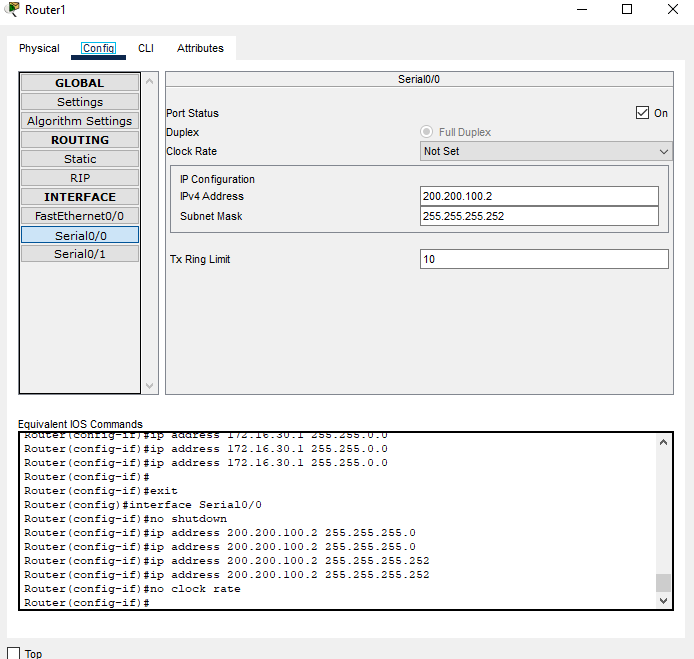 Router1
Physical Config CLI Attributes
GLOBAL
Settings
Algorithm Settings
ROUTING
Static
RIP
INTERFACE
FastEthernet0/0
Serial0/0
Serial0/1
Serial0/0
Port Status On
Duplex Full Duplex
Clock Rate Not Set
IP Configuration
IPv4 Address 200.200.100.2
Subnet Mask 255.255.255.252
Tx Ring Limit 10
Equivalent IOS Commands
Router(config-if)#ip address 172.16.30.1 255.255.0.0
Router(config-if)#ip address 172.16.30.1 255.255.0.0
Router(config-if)#ip address 172.16.30.1 255.255.0.0
Router(config-if)#
Router(config-if)#exit
Router(config)#interface Serial0/0
Router(config-if)#no shutdown
Router(config-if)#ip address 200.200.100.2 255.255.255.0
Router(config-if)#ip address 200.200.100.2 255.255.255.0
Router(config-if)#ip address 200.200.100.2 255.255.255.252
Router(config-if)#ip address 200.200.100.2 255.255.255.252
Router(config-if)#no clock rate
Router(config-if)#
Top